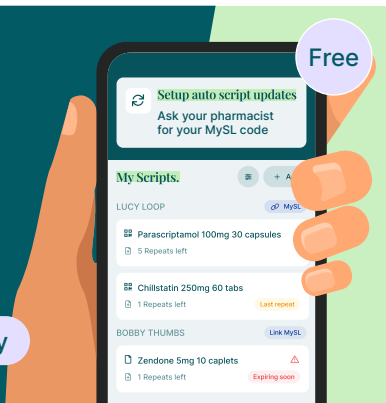 Free
Setup auto script updates
Ask your pharmacist
for your MySL code
My Scripts.
+
LUCY LOOP
MySL
Parascriptamol 100mg 30 capsules
5 Repeats left
Chillstatin 250mg 60 tabs
1 Repeats left
Last repeat
BOBBY THUMBS
Link MySL
y
Zendone 5mg 10 caplets
1 Repeats left
Expiring soon